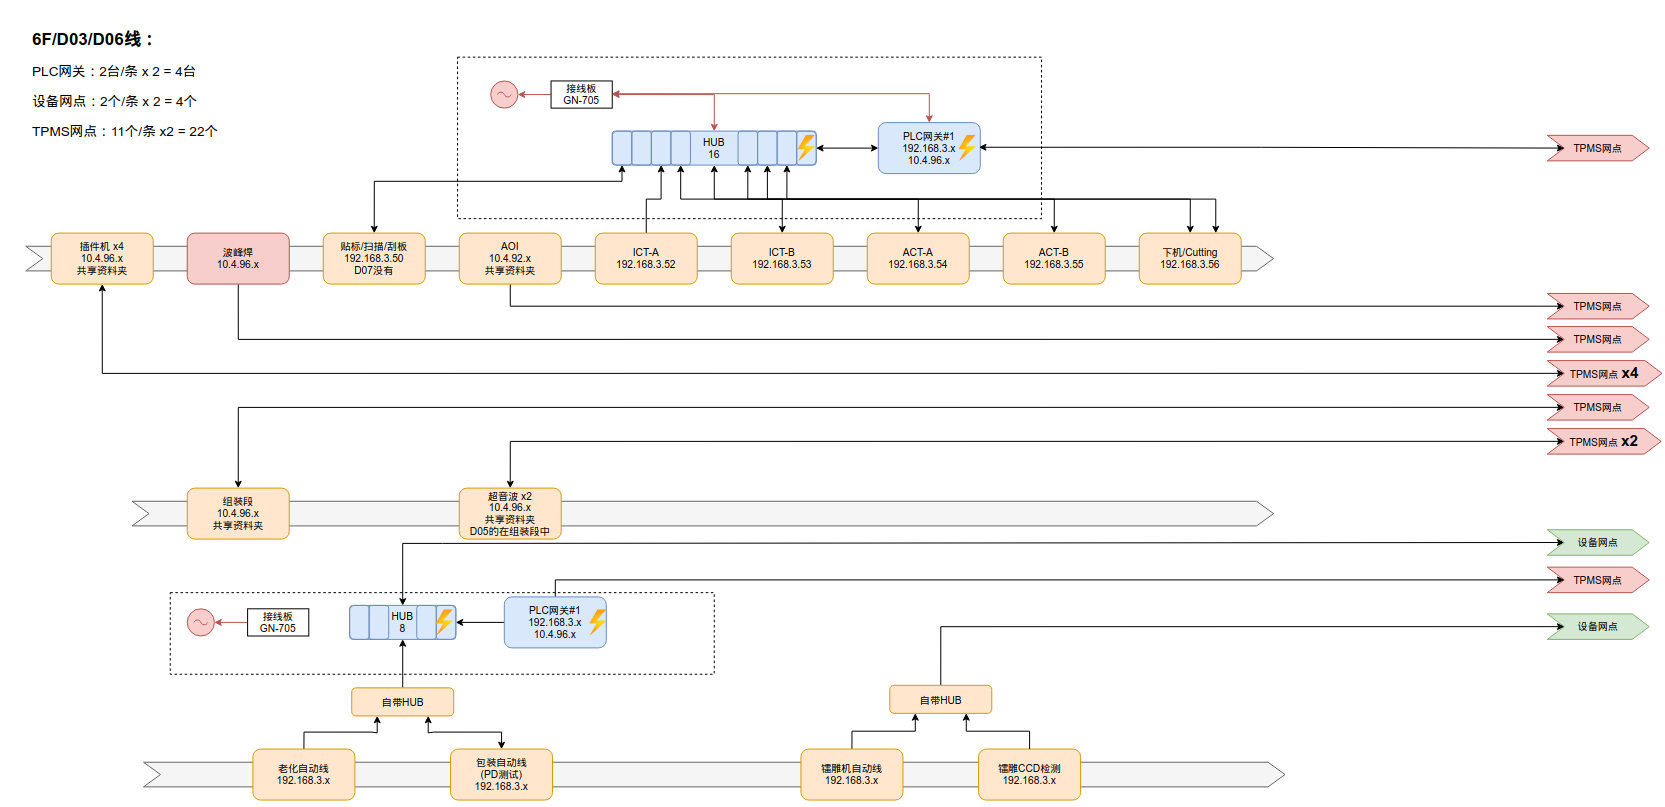 6F/D03/D06线：
PLC网关：2台/条 x 2 = 4台
设备网点：2个/条 x 2 = 4个
TPMS网点：11个/条 x2 = 22个
接线板
GN-705
HUB
16
PLC网关#1
192.168.3.x
10.4.96.x
TPMS网点
插件机 x4
10.4.96.x
共享资料夹
波峰焊
10.4.96.x
贴标/扫描/刮板
192.168.3.50
D07没有
AOI
10.4.92.x
共享资料夹
ICT-A
192.168.3.52
ICT-B
192.168.3.53
ACT-A
192.168.3.54
ACT-B
192.168.3.55
下机/Cutting
192.168.3.56
TPMS网点
TPMS网点
TPMS网点 x4
TPMS网点
TPMS网点 x2
组装段
10.4.96.x
共享资料夹
超音波 x2
10.4.96.x
共享资料夹
D05的在组装段中
设备网点
TPMS网点
接线板
GN-705
HUB
8
PLC网关#1
192.168.3.x
10.4.96.x
设备网点
自带HUB
自带HUB
老化自动线
192.168.3.x
包装自动线
(PD测试)
192.168.3.x
镭雕机自动线
192.168.3.x
镭雕CCD检测
192.168.3.x